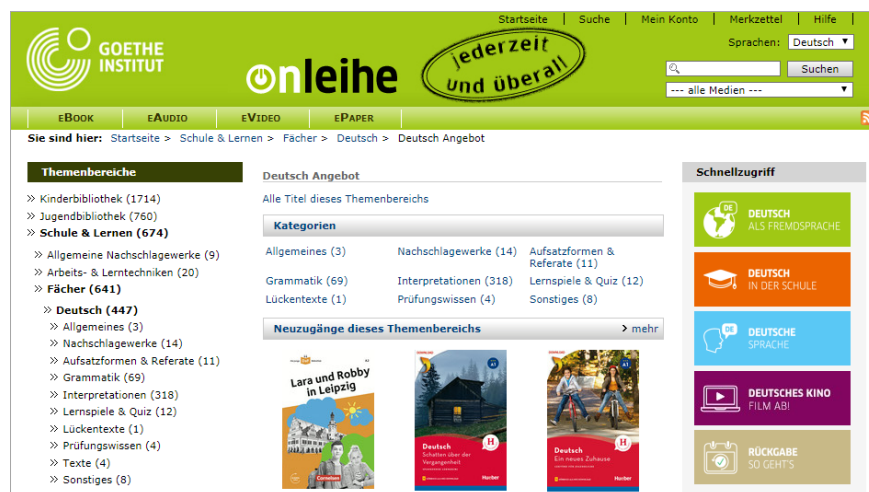 Startseite | Suche | Mein Konto | Merkzettel | Hilfe |
Sprachen: Deutsch
GOETHE
INSTITUT
onleihe
jederzeit
und überall
Suchen
--- alle Medien ---
EBOOK EAUDIO EVIDEO EPAPER
Sie sind hier: Startseite > Schule & Lernen > Fächer > Deutsch > Deutsch Angebot
Themenbereiche
» Kinderbibliothek (1714)
» Jugendbibliothek (760)
» Schule & Lernen (674)
» Allgemeine Nachschlagewerke (9)
» Arbeits- & Lerntechniken (20)
» Fächer (641)
» Deutsch (447)
» Allgemeines (3)
» Nachschlagewerke (14)
» Aufsatzformen & Referate (11)
» Grammatik (69)
» Interpretationen (318)
» Lernspiele & Quiz (12)
» Lückentexte (1)
» Prüfungswissen (4)
» Texte (4)
» Sonstiges (8)
Deutsch Angebot
Alle Titel dieses Themenbereichs
Kategorien
Allgemeines (3) Nachschlagewerke (14) Aufsatzformen &
Referate (11)
Grammatik (69) Interpretationen (318) Lernspiele & Quiz (12)
Lückentexte (1) Prüfungswissen (4) Sonstiges (8)
Neuzugänge dieses Themenbereichs > mehr
Lara und Robby
in Leipzig
Cornelsen
A1
Deutsch
Schatten über der
Vergangenheit
H
Hueber
A1
Deutsch
Ein neues Zuhause
H
Hueber
Schnellzugriff
DE
DEUTSCH
ALS FREMDSPRACHE
DEUTSCH
IN DER SCHULE
DE
DEUTSCHE
SPRACHE
DEUTSCHES KINO
FILM AB!
RÜCKGABE
SO GEHT'S